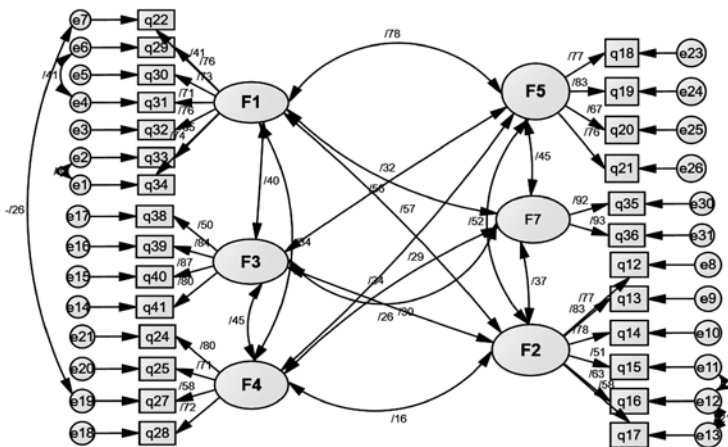 e7 q22
e6 q29
e5 q30
e4 q31
e3 q32
e2 q33
e1 q34
/41
/76
/73
/71
/76
/74
/41
-/26
F1
/78
F5
/77
/83
/67
/76
q18 e23
q19 e24
q20 e25
q21 e26
/40
/32
/55
/57
/52
/45
e17 q38
e16 q39
e15 q40
e14 q41
/50
/84
/87
/80
F3
F7
/92
/93
q35 e30
q36 e31
/34
/29
/26
/30
/37
/45
e21 q24
e20 q25
e19 q27
e18 q28
/80
/71
/58
/72
F4
/16
F2
/77
/83
/78
/51
/63
/58
q12 e8
q13 e9
q14 e10
q15 e11
q16 e12
q17 e13